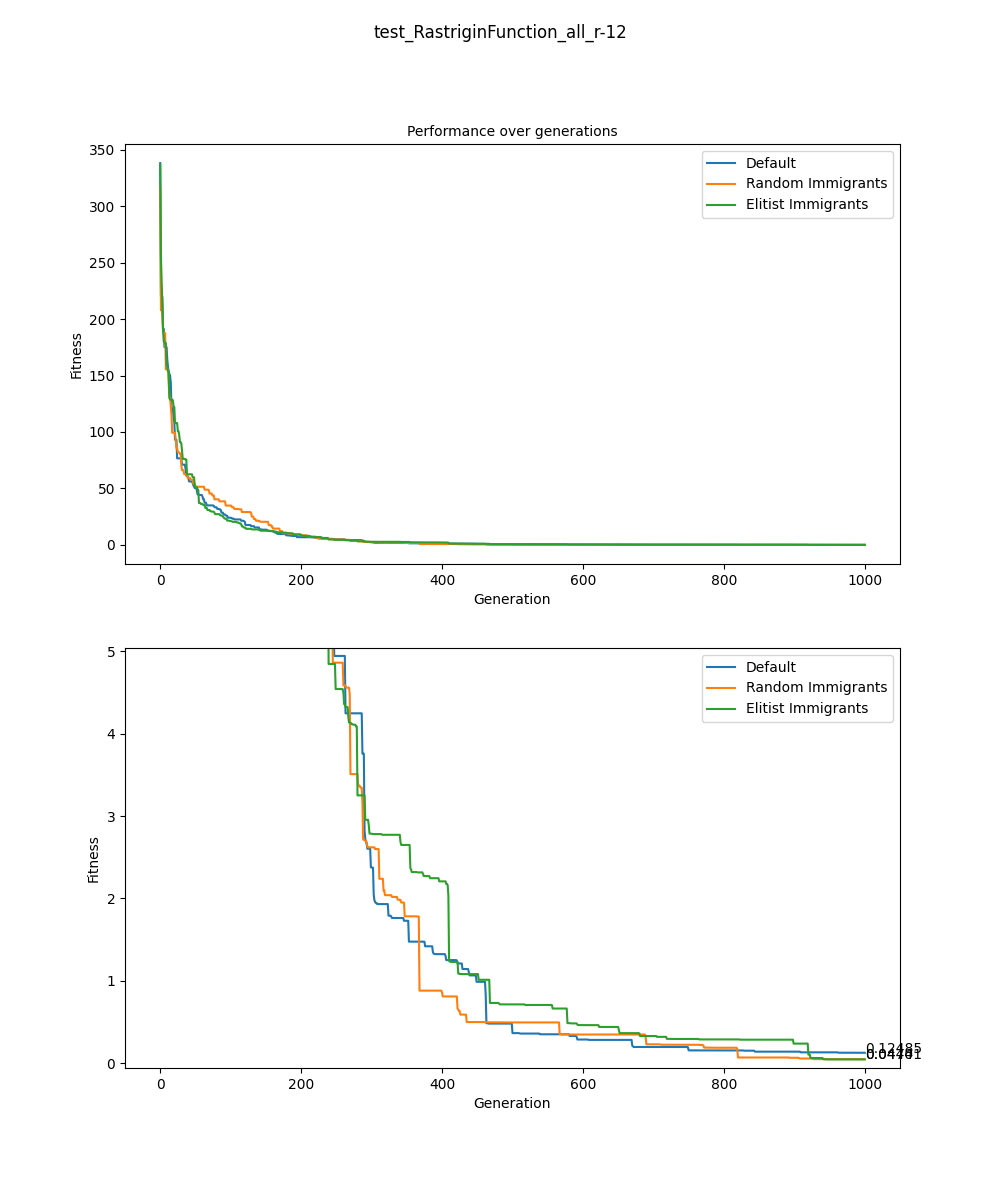 test_RastriginFunction_all_r-12
Performance over generations
350
300
250
200
150
100
50
0
Fitness
Default
Random Immigrants
Elitist Immigrants
0 200 400 600 800 1000
Generation
5
4
3
2
1
0
Fitness
Default
Random Immigrants
Elitist Immigrants
0.12485
0 200 400 600 800 1000
Generation